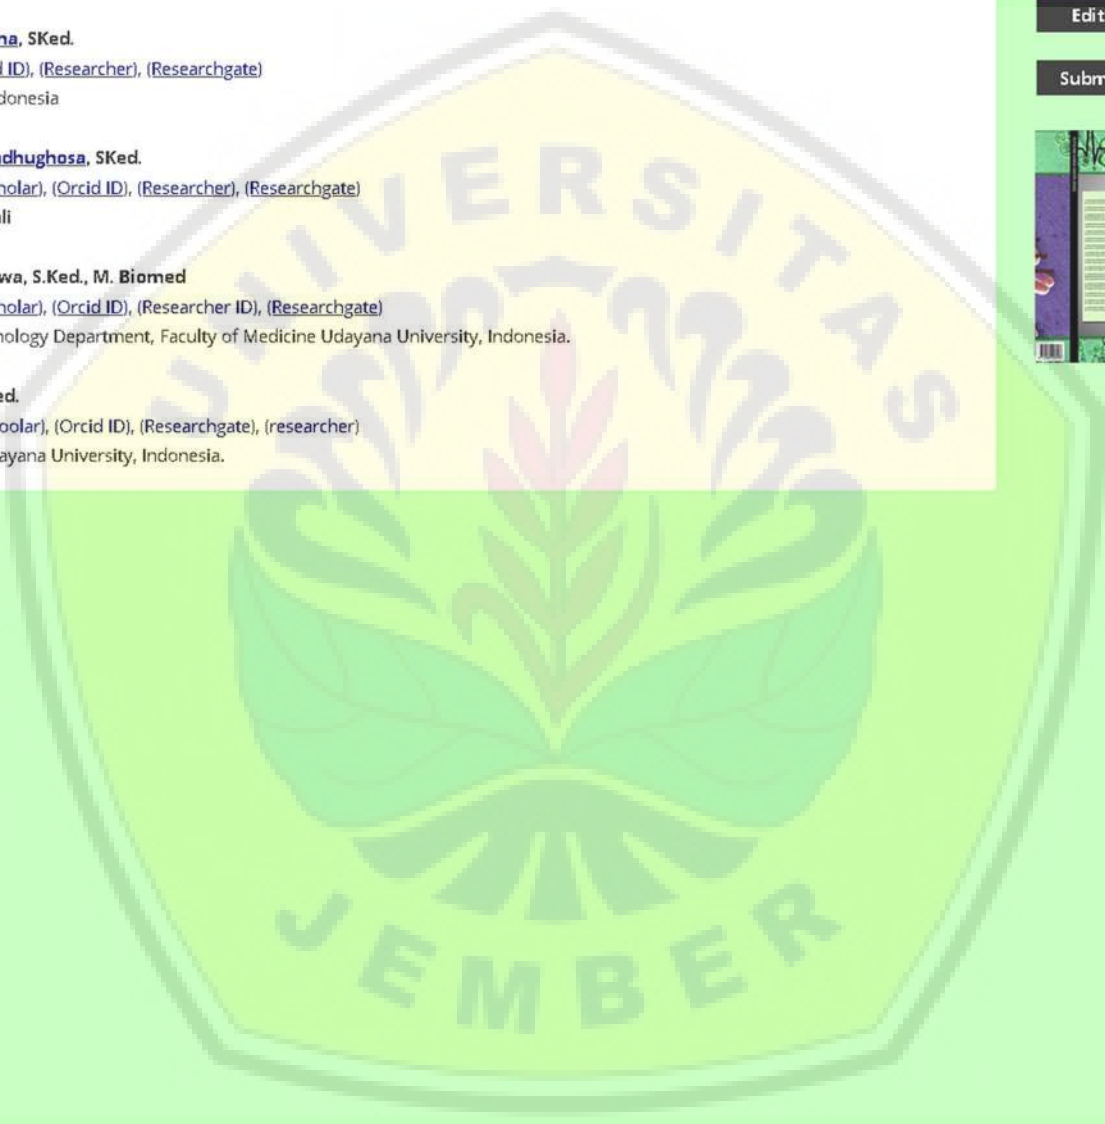 na, SKed.
ID), (Researcher), (Researchgate)
donesia
dhughosa, SKed.
holar), (Orcid ID), (Researcher), (Researchgate)
li
wa, S.Ked., M. Biomed
holar), (Orcid ID), (Researcher ID), (Researchgate)
ology Department, Faculty of Medicine Udayana University, Indonesia.
ed.
oolar), (Orcid ID), (Researchgate), (researcher)
ayana University, Indonesia.
Edit
Subm
UNIVERSITAS
JEMBER